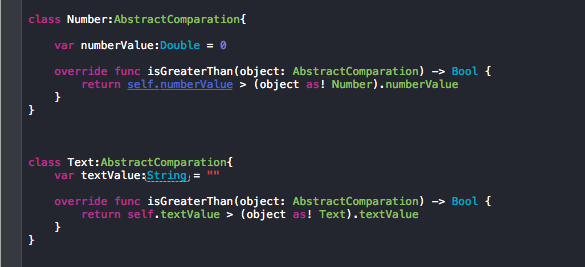 class Number:AbstractComparation{
var numberValue:Double = 0
override func isGreaterThan(object: AbstractComparation) -> Bool {
return self.numberValue > (object as! Number).numberValue
}
}
class Text:AbstractComparation{
var textValue:String = ""
override func isGreaterThan(object: AbstractComparation) -> Bool {
return self.textValue > (object as! Text).textValue
}
}